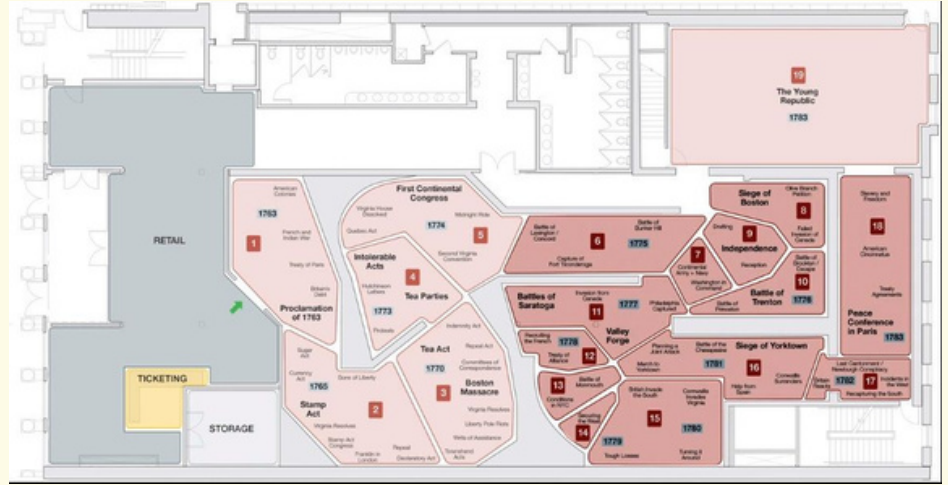 RETAIL
TICKETING
STORAGE
American
Colonies
1763
French and
Indian War
1
Treaty of Paris
Britain's
Debt
Proclamation
of 1763
Sugar
Act
Currency
Act
1765
Sons of Liberty
Stamp
Act
2
Virginia Resolves
Stamp Act
Congress
Franklin in
London
Repeal
Declaratory Act
Tea Act
1770
3
Indemnity Act
Repeal Act
Committees of
Correspondence
Boston
Massacre
Virginia Resolves
Liberty Pole Riots
Writs of Assistance
Townshend
Acts
Intolerable
Acts
4
Hutchinson
Letters
Tea Parties
1773
Protests
First Continental
Congress
Virginia House
Dissolved
Quebec Act
1774
Midnight Ride
5
Second Virginia
Convention
Battle of
Lexington /
Concord
6
Battle of
Bunker Hill
1775
Capture of
Fort Ticonderoga
7
Continental
Army + Navy
Washington in
Command
Siege of
Boston
Olive Branch
Petition
8
Failed
Invasion of
Canada
Drafting
9
Independence
Reception
Battle of
Brooklyn /
Escape
10
Battle of
Trenton
1776
Battle of
Princeton
Battles of
Saratoga
Invasion from
Canada
1777
11
Philadelphia
Captured
Valley
Forge
Recruiting
the French
1778
Treaty of
Alliance
12
13
Battle of
Monmouth
Conditions
in NYC
Securing
the West
14
British Invade
the South
Cornwallis
Invades
Virginia
15
1779
1780
Tough Losses
Turning it
Around
Planning a
Joint Attack
Battle of the
Chesapeake
Siege of Yorktown
March to
Yorktown
1781
16
Help from
Spain
Cornwallis
Surrenders
Last Cantonment /
Newburgh Conspiracy
British
Reacts
1782
17
Incidents in
the West
Recapturing the South
Slavery and
Freedom
18
American
Cincinnatus
Treaty
Agreements
Peace
Conference
in Paris
1783
19
The Young
Republic
1783